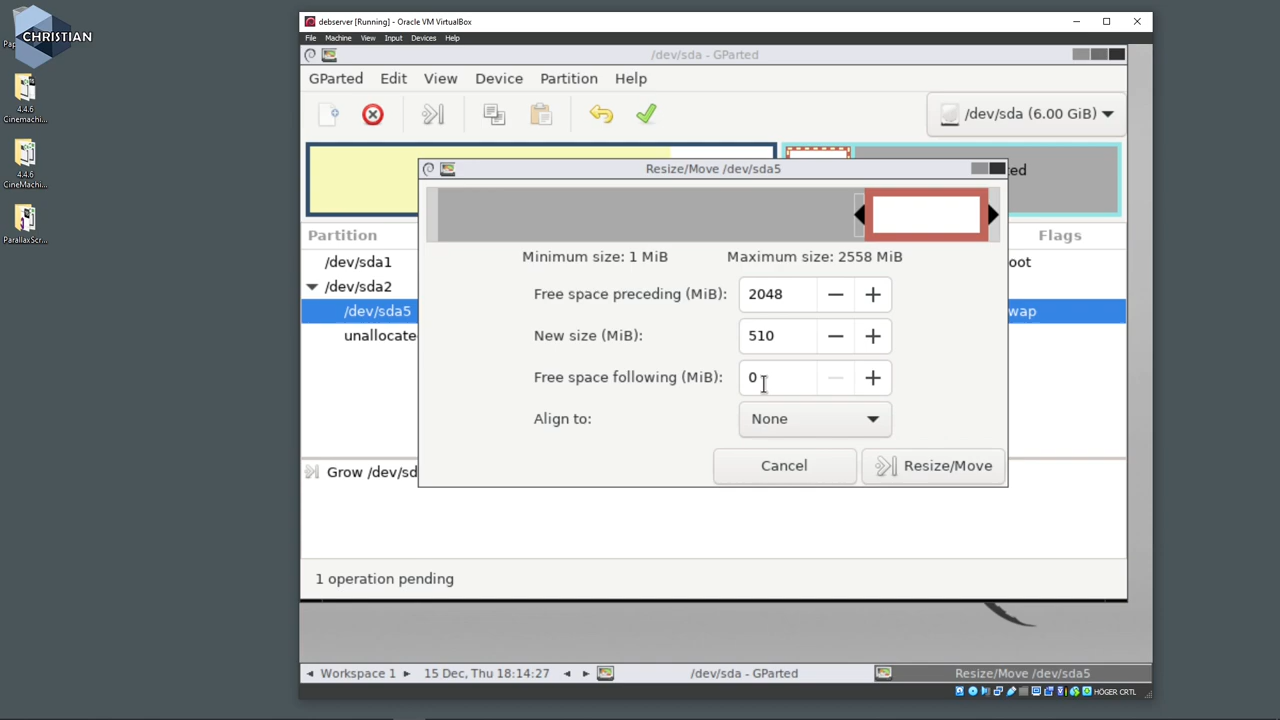 CHRISTIAN
Pap
4.4.6
Cinemachi...
4.4.6
CineMachi...
ParallaxScr...
debserver [Running] - Oracle VM VirtualBox
File Machine View Input Devices Help
/dev/sda - GParted
GParted Edit View Device Partition Help
/dev/sda (6.00 GiB)
ed
Resize/Move /dev/sda5
Minimum size: 1 MiB Maximum size: 2558 MiB
Free space preceding (MiB): 2048
New size (MiB): 510
Free space following (MiB): 0
Align to: None
Cancel Resize/Move
Partition Flags
/dev/sda1 oot
/dev/sda2
/dev/sda5 wap
unallocate
Grow /dev/sd
1 operation pending
Workspace 1 15 Dec, Thu 18:14:27 /dev/sda - GParted Resize/Move /dev/sda5
HÖGER CRTL